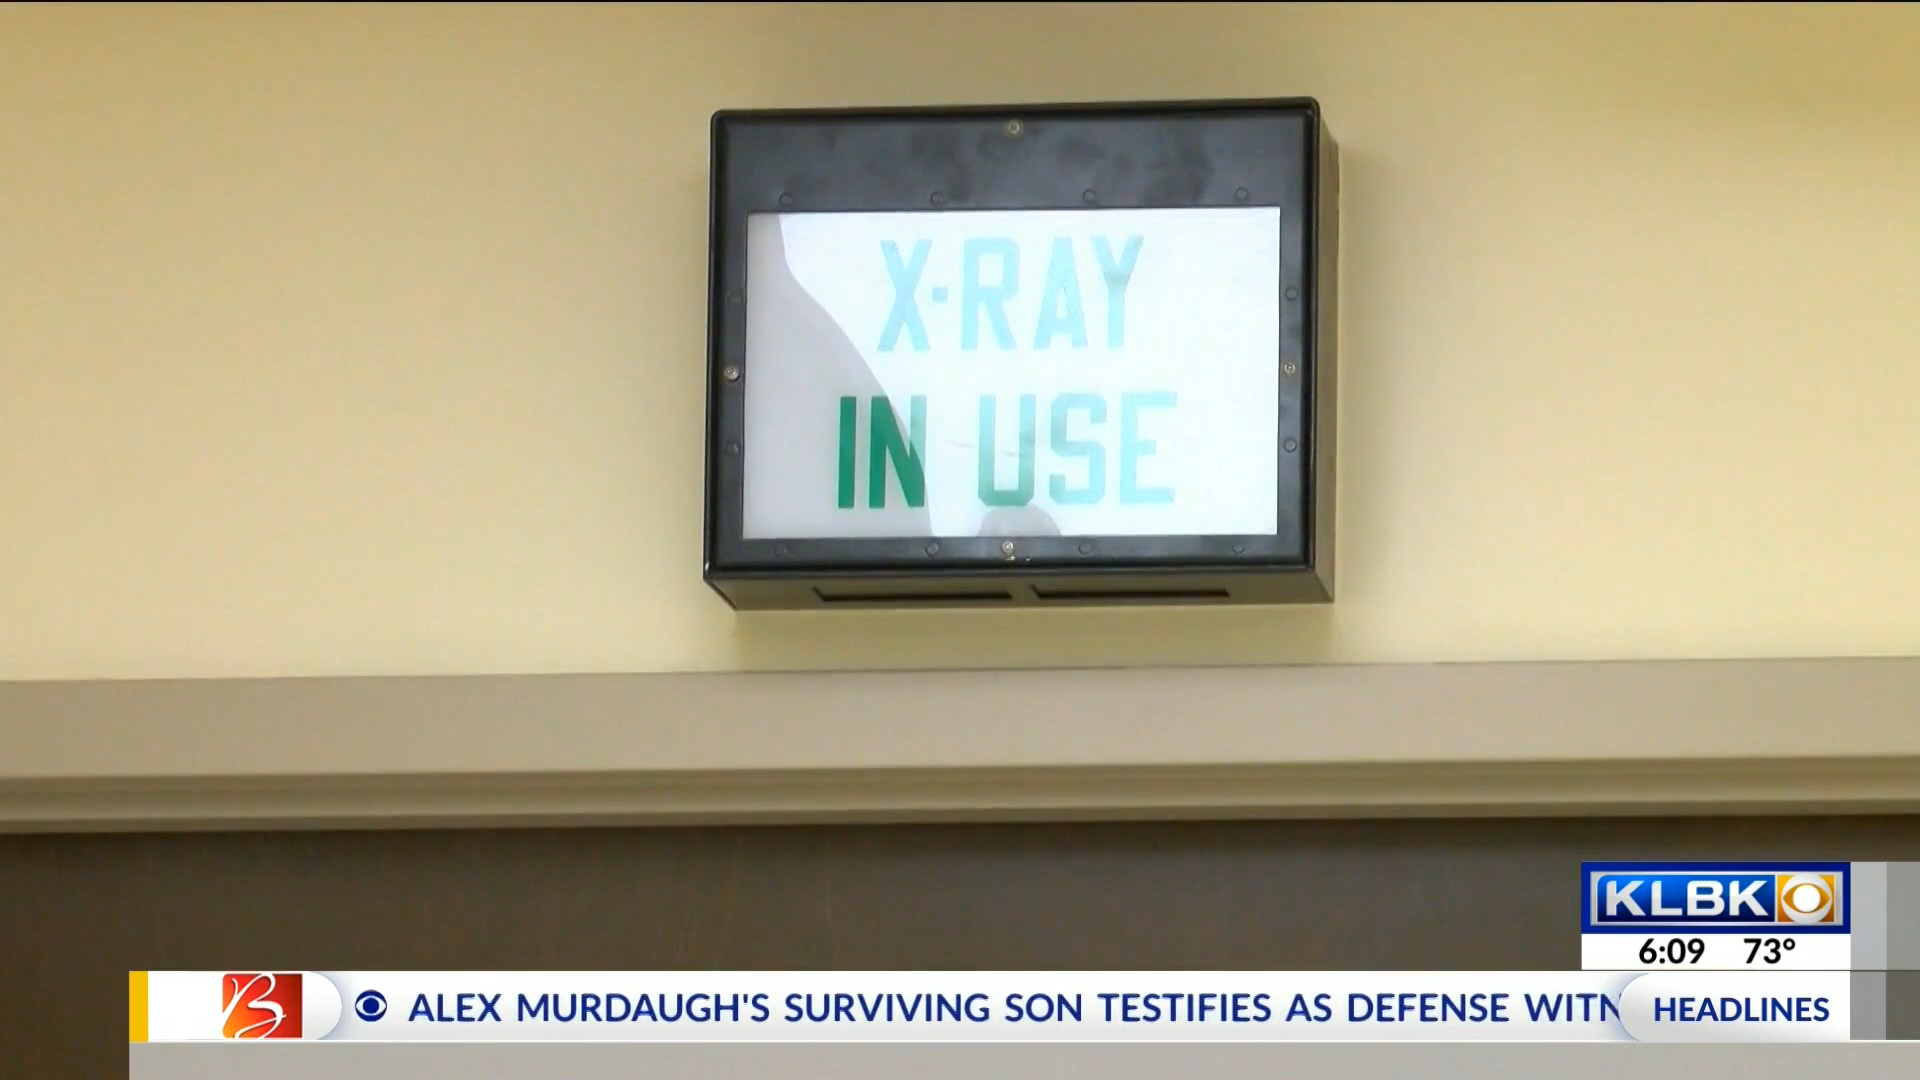 X-RAY
IN USE
KLBK
6:09 73°
B
ALEX MURDAUGH'S SURVIVING SON TESTIFIES AS DEFENSE WITN
HEADLINES